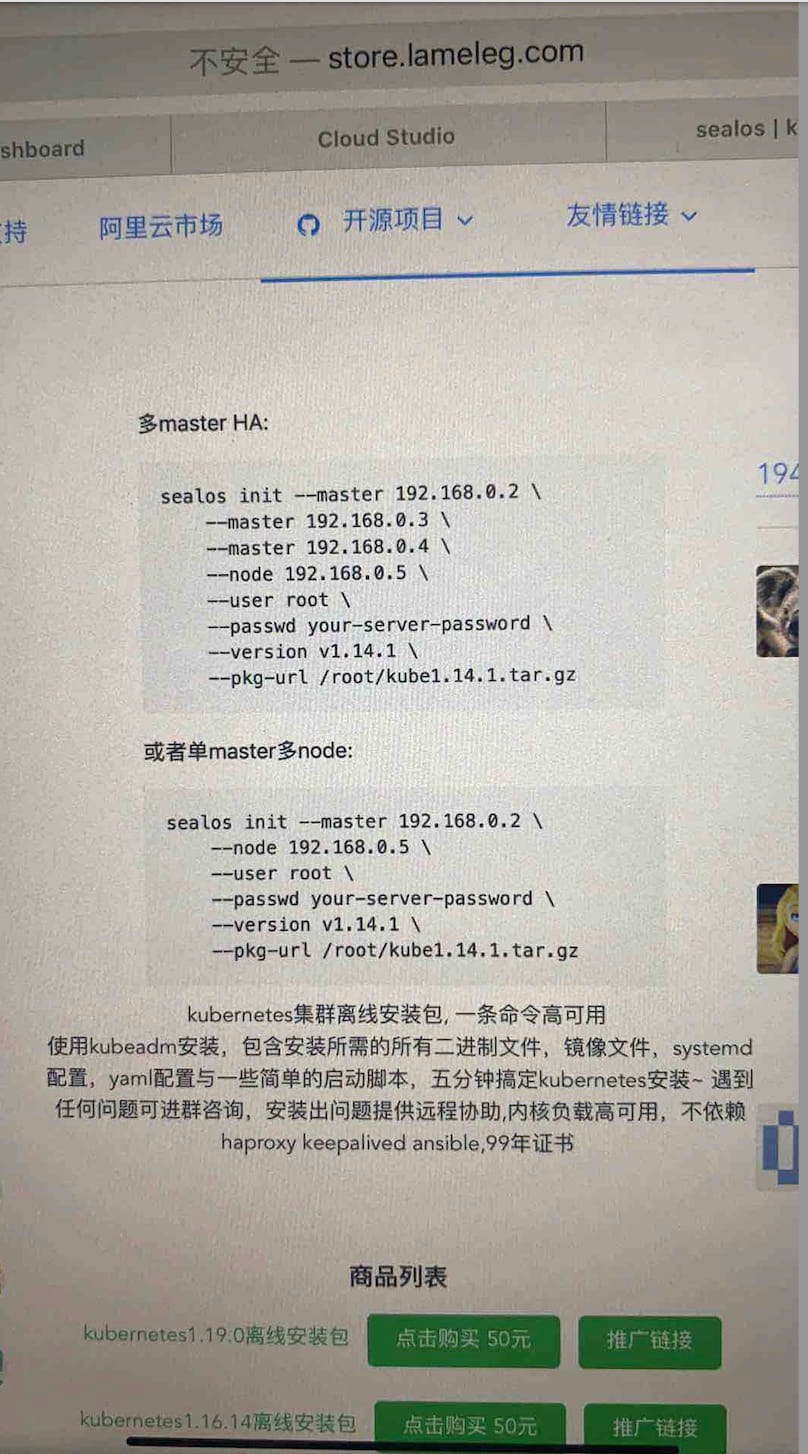 不安全 — store.lameleg.com
shboard
Cloud Studio
sealos | k
持
阿里云市场
开源项目
友情链接
多master HA:
194
sealos init --master 192.168.0.2 \
--master 192.168.0.3 \
--master 192.168.0.4 \
--node 192.168.0.5 \
--user root \
--passwd your-server-password \
--version v1.14.1 \
--pkg-url /root/kube1.14.1.tar.gz
或者单master多node:
sealos init --master 192.168.0.2 \
--node 192.168.0.5 \
--user root \
--passwd your-server-password \
--version v1.14.1 \
--pkg-url /root/kube1.14.1.tar.gz
kubernetes集群离线安装包, 一条命令高可用
使用kubeadm安装，包含安装所需的所有二进制文件，镜像文件，systemd
配置，yaml配置与一些简单的启动脚本，五分钟搞定kubernetes安装~ 遇到
任何问题可进群咨询，安装出问题提供远程协助,内核负载高可用，不依赖
haproxy keepalived ansible,99年证书
商品列表
kubernetes1.19.0离线安装包 点击购买 50元 推广链接
kubernetes1.16.14离线安装包 点击购买 50元 推广链接